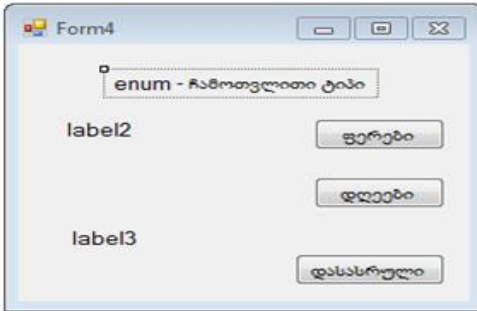 Form4
enum - ჩამოთვლითი ტიპი
label2
ფერები
დღეები
label3
დასასრული